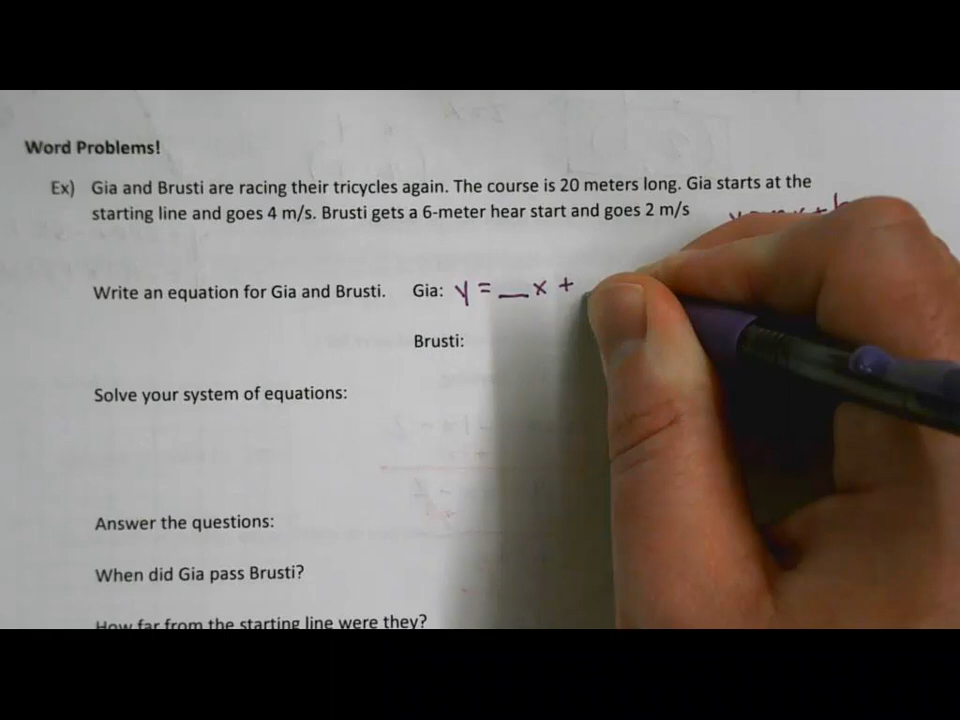 Word Problems!
Ex) Gia and Brusti are racing their tricycles again. The course is 20 meters long. Gia starts at the
starting line and goes 4 m/s. Brusti gets a 6-meter hear start and goes 2 m/s
y = mx + b
Write an equation for Gia and Brusti. Gia: y = __x +
Brusti:
Solve your system of equations:
Answer the questions:
When did Gia pass Brusti?
How far from the starting line were they?